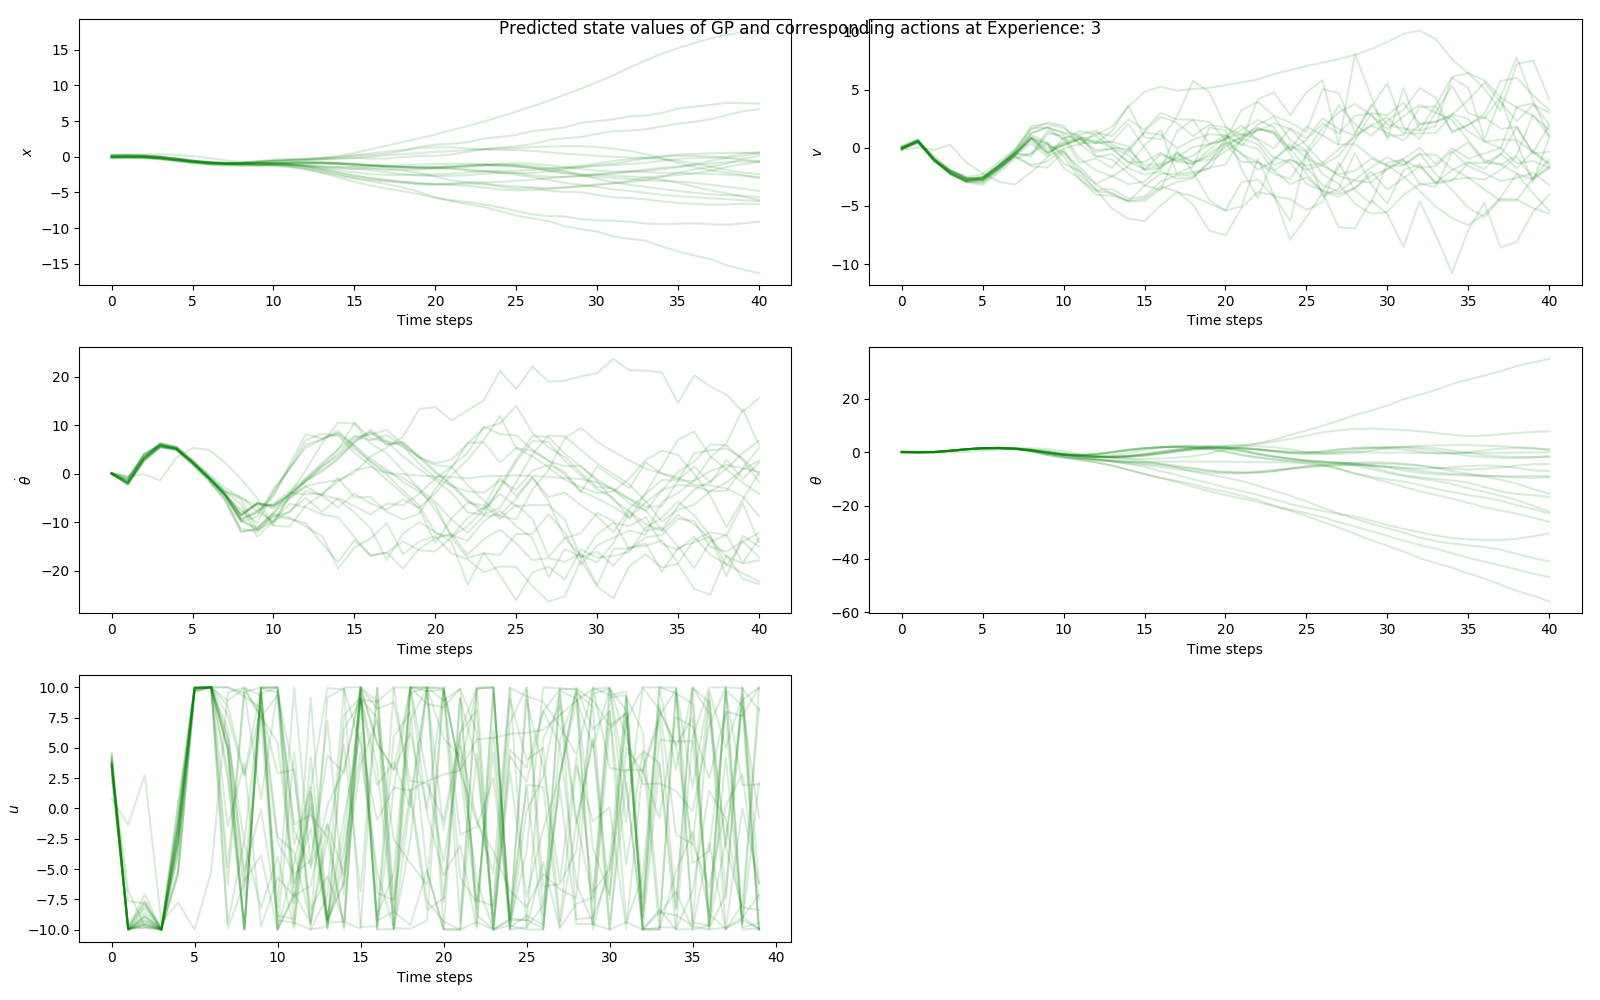 Predicted state values of GP and corresponding actions at Experience: 3
15
10
5
0
−5
−10
−15
x
0 5 10 15 20 25 30 35 40
Time steps
10
5
0
−5
−10
v
0 5 10 15 20 25 30 35 40
Time steps
20
10
0
−10
−20
θ̇
0 5 10 15 20 25 30 35 40
Time steps
20
0
−20
−40
−60
θ
0 5 10 15 20 25 30 35 40
Time steps
10.0
7.5
5.0
2.5
0.0
−2.5
−5.0
−7.5
−10.0
u
0 5 10 15 20 25 30 35 40
Time steps